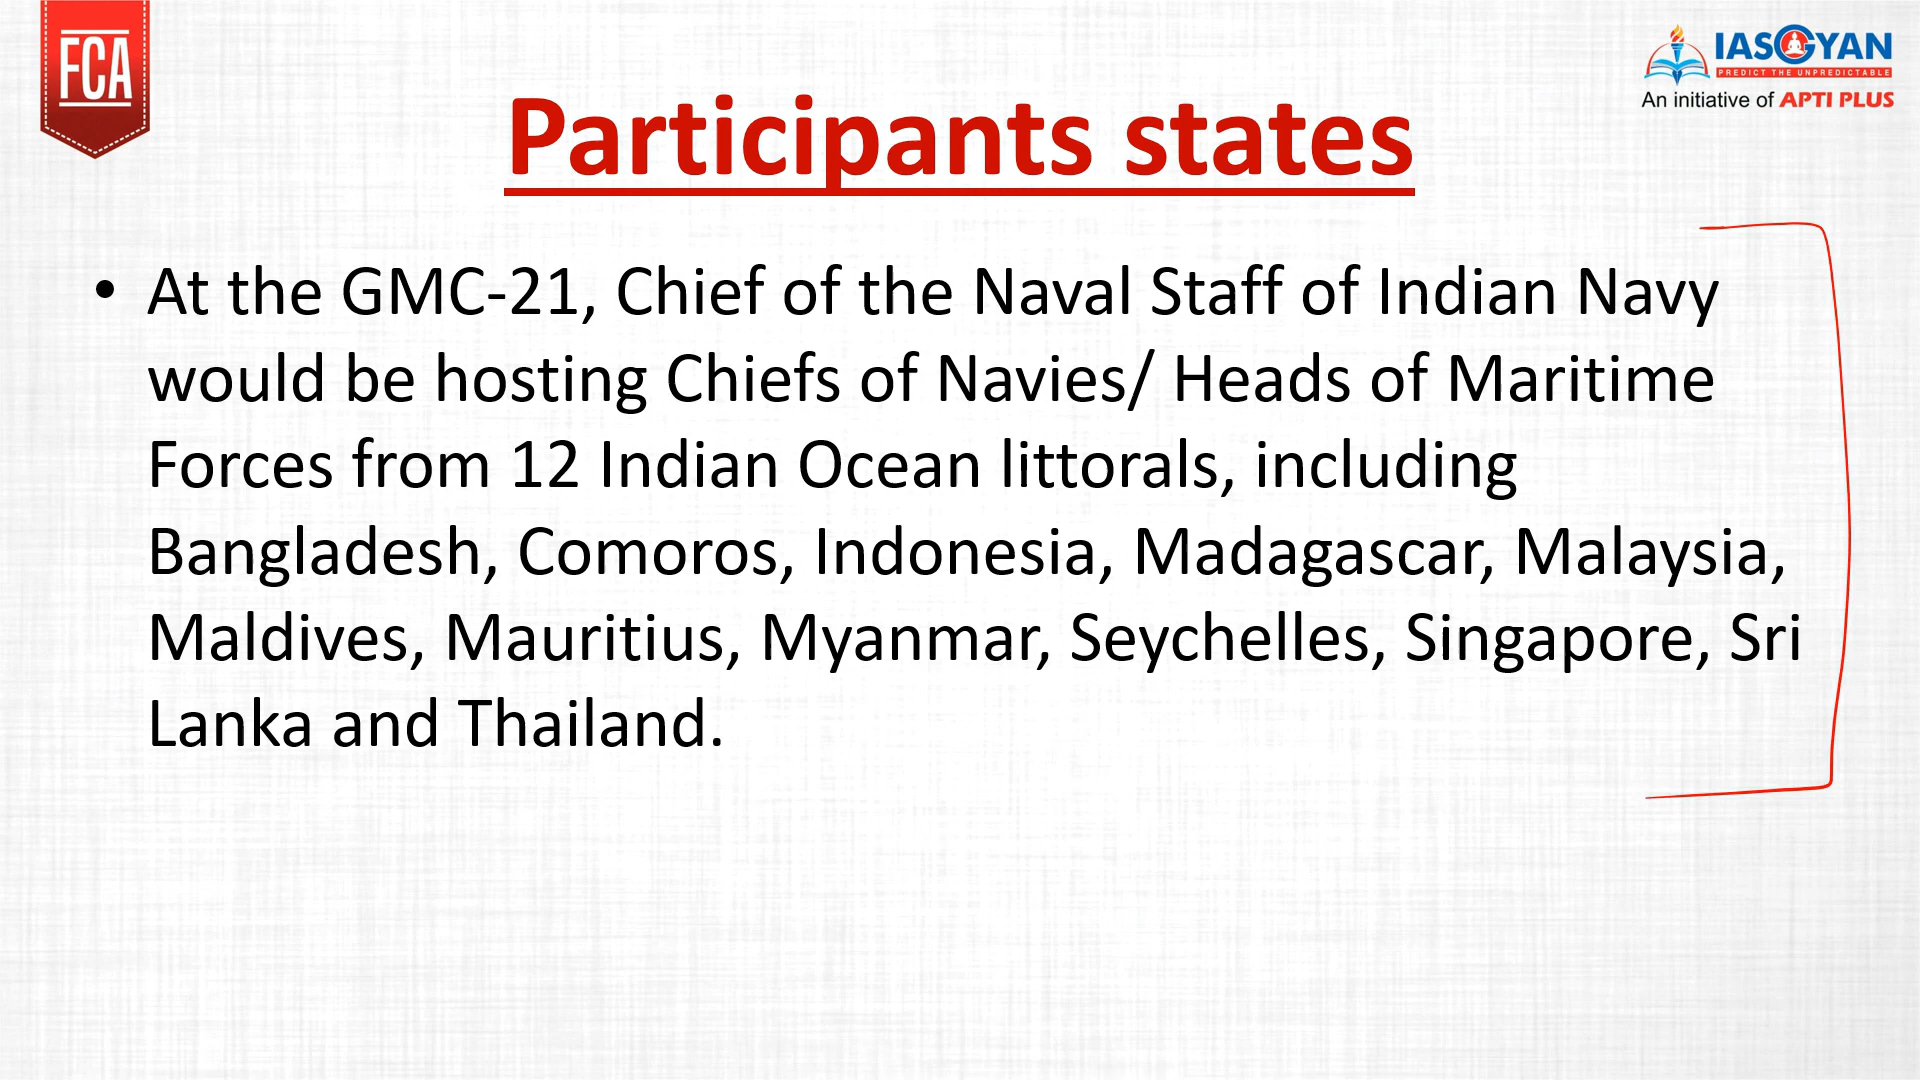 FCA
IASGYAN
PREDICT THE UNPREDICTABLE
An initiative of APTI PLUS
Participants states
• At the GMC-21, Chief of the Naval Staff of Indian Navy
would be hosting Chiefs of Navies/ Heads of Maritime
Forces from 12 Indian Ocean littorals, including
Bangladesh, Comoros, Indonesia, Madagascar, Malaysia,
Maldives, Mauritius, Myanmar, Seychelles, Singapore, Sri
Lanka and Thailand.